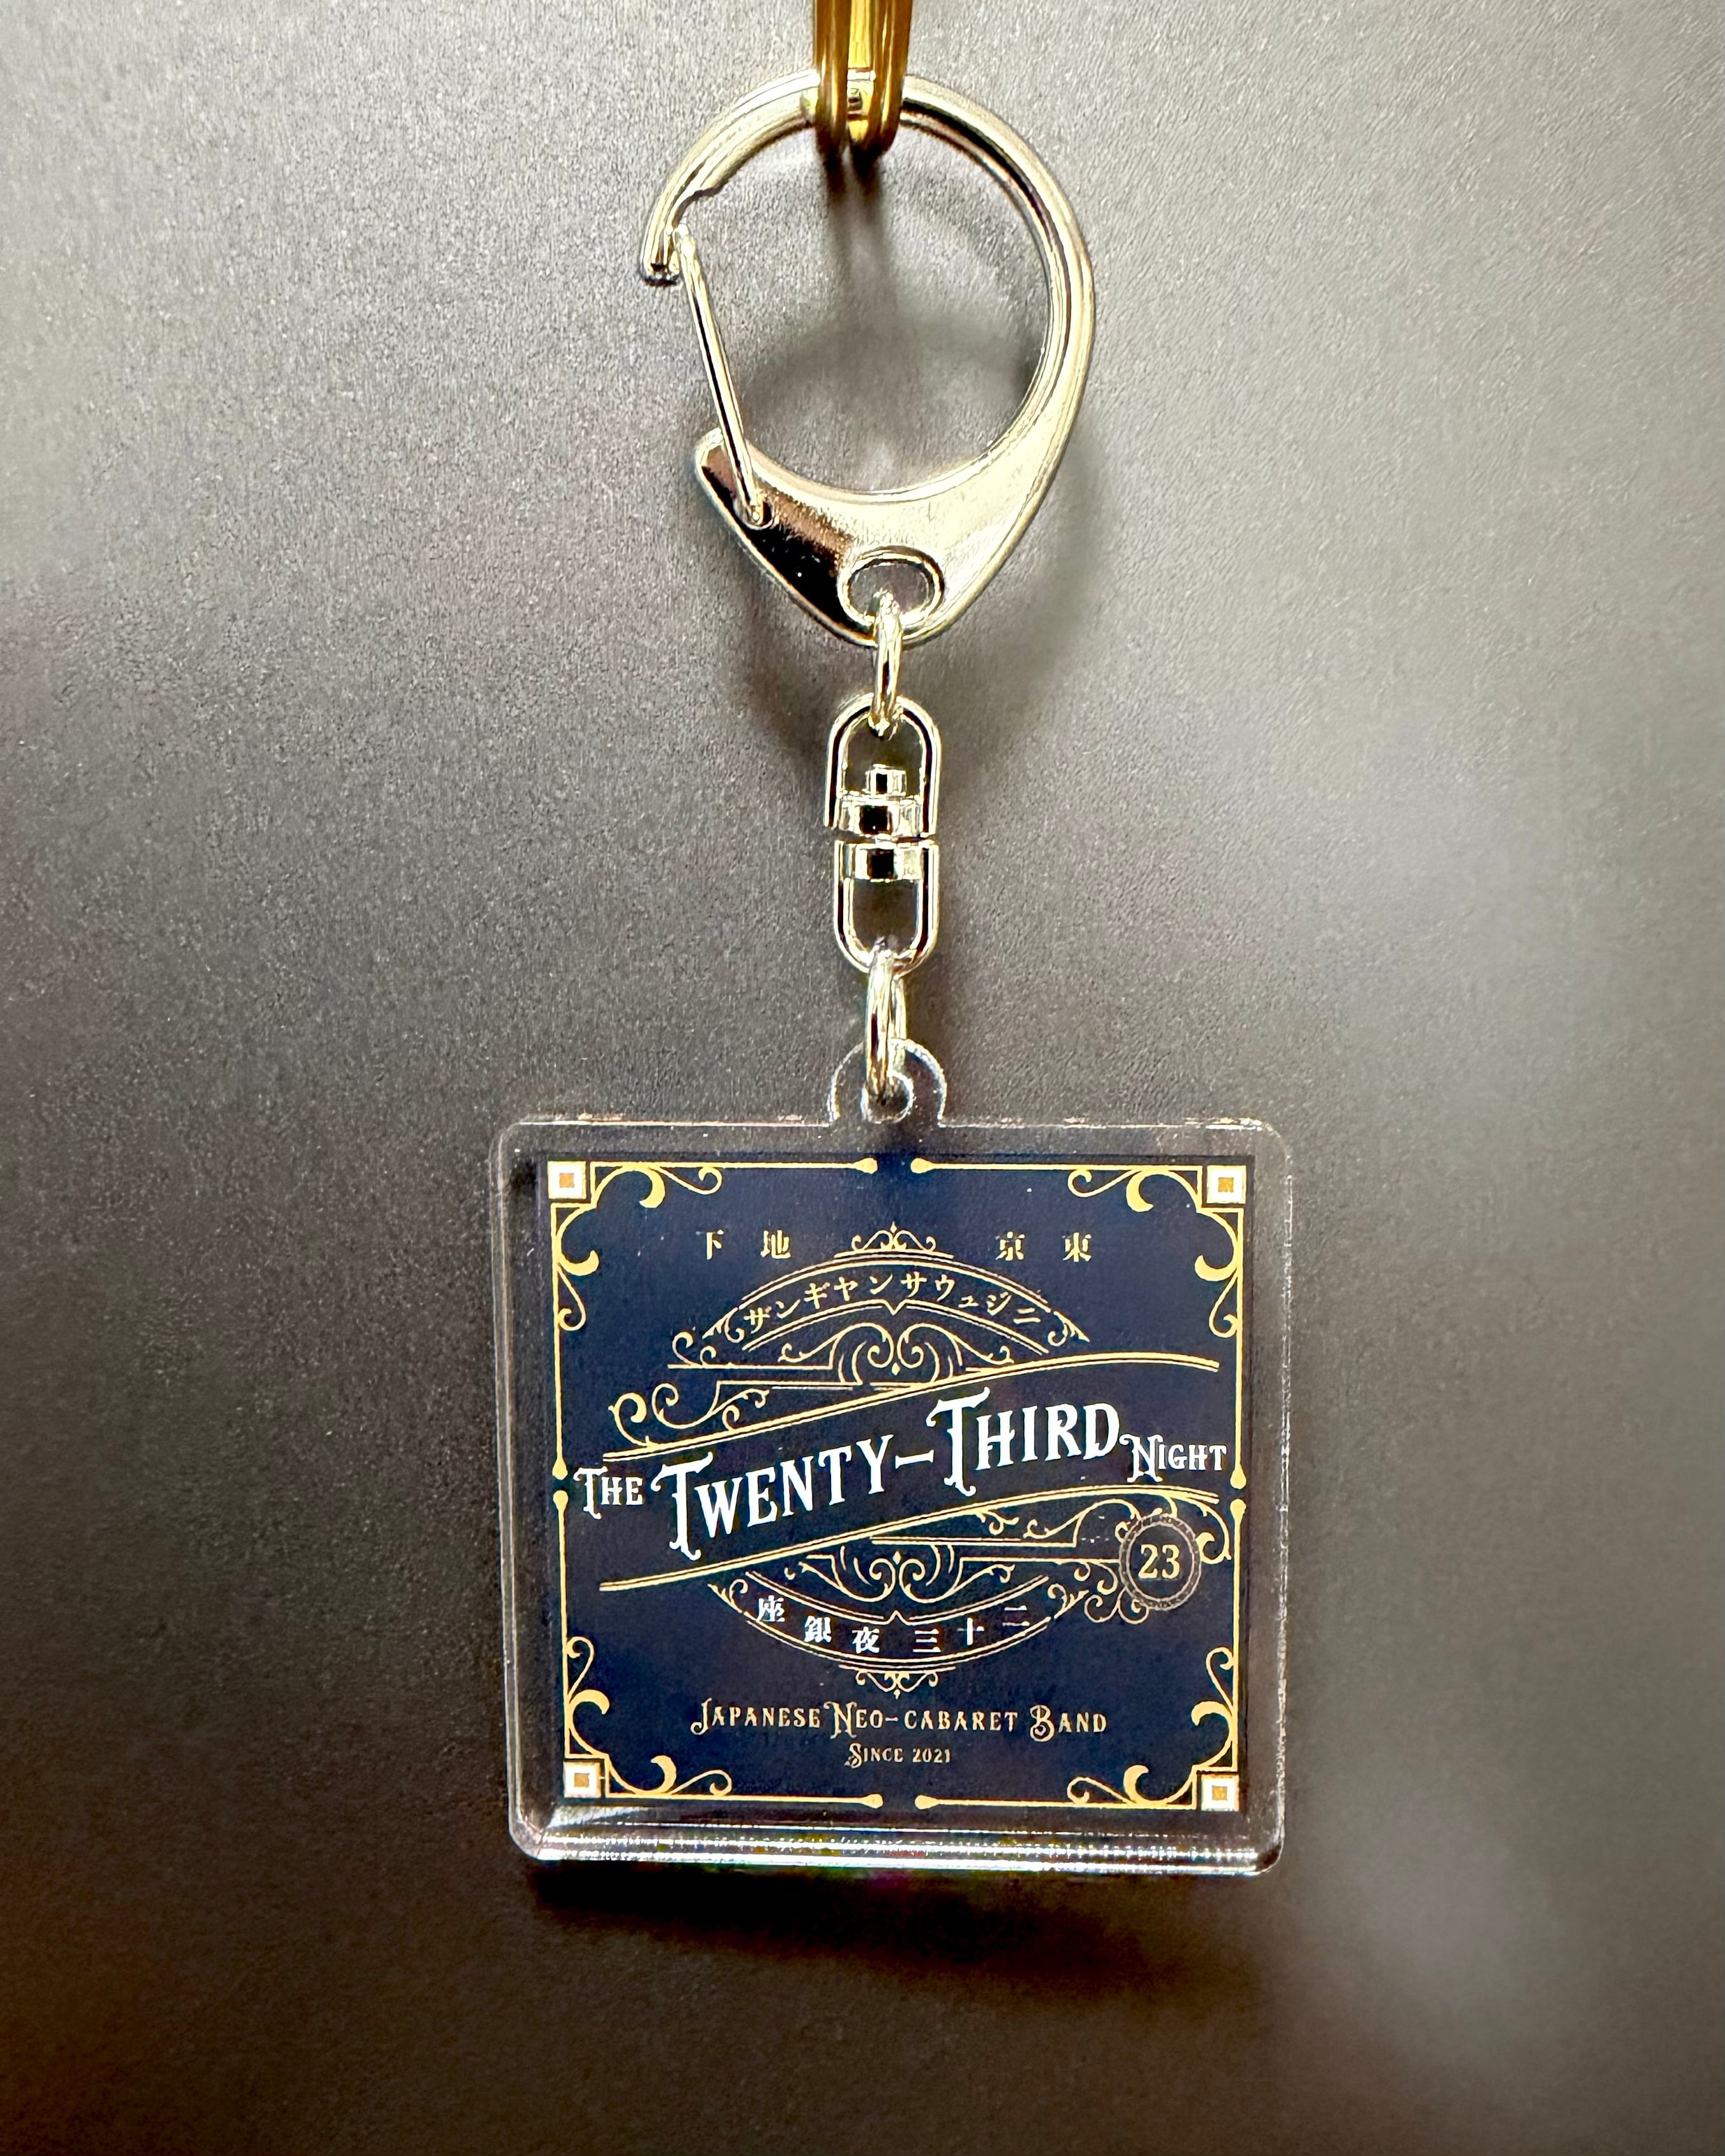 東京 地下
ニジュウサンヤギンザ
THE TWENTY-THIRD NIGHT
23
二十三夜銀座
JAPANESE NEO-CABARET BAND
SINCE 2021